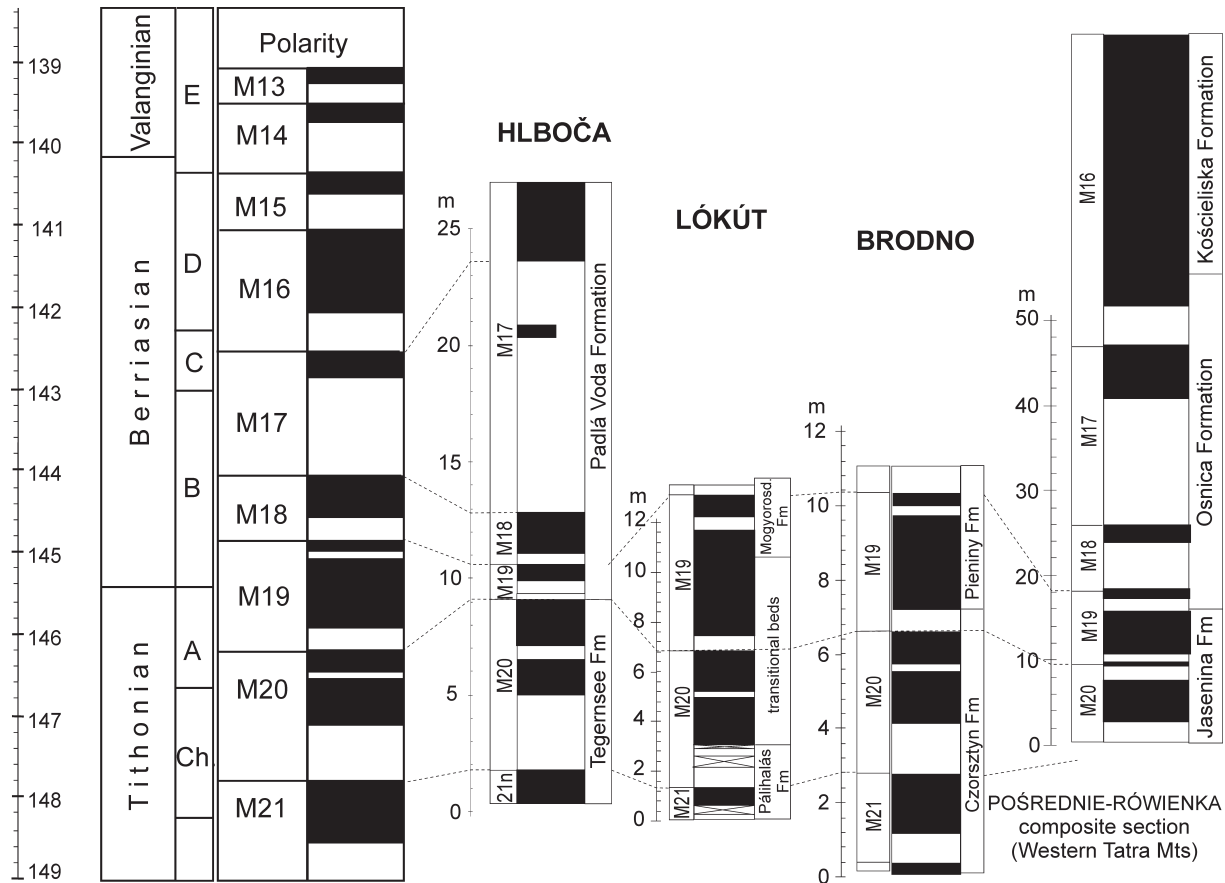 139
140
141
142
143
144
145
146
147
148
149
Valanginian
Berriasian
Tithonian
E
D
C
B
A
Ch.
Polarity
M13
M14
M15
M16
M17
M18
M19
M20
M21
HLBOČA
m
25
20
15
10
5
0
M17
M18
M19
M20
21n
Padlá Voda Formation
Tegernsee Fm
LÓKÚT
m
12
10
8
6
4
2
0
M19
M20
M21
Mogyorosd.
Fm
transitional beds
Pálihalás
Fm
BRODNO
m
12
10
8
6
4
2
0
M19
M20
M21
Pieniny Fm
Czorsztyn Fm
m
50
40
30
20
10
0
M16
M17
M18
M19
M20
Kościeliska Formation
Osnica Formation
Jasenina Fm
POŚREDNIE-RÓWIENKA
composite section
(Western Tatra Mts)